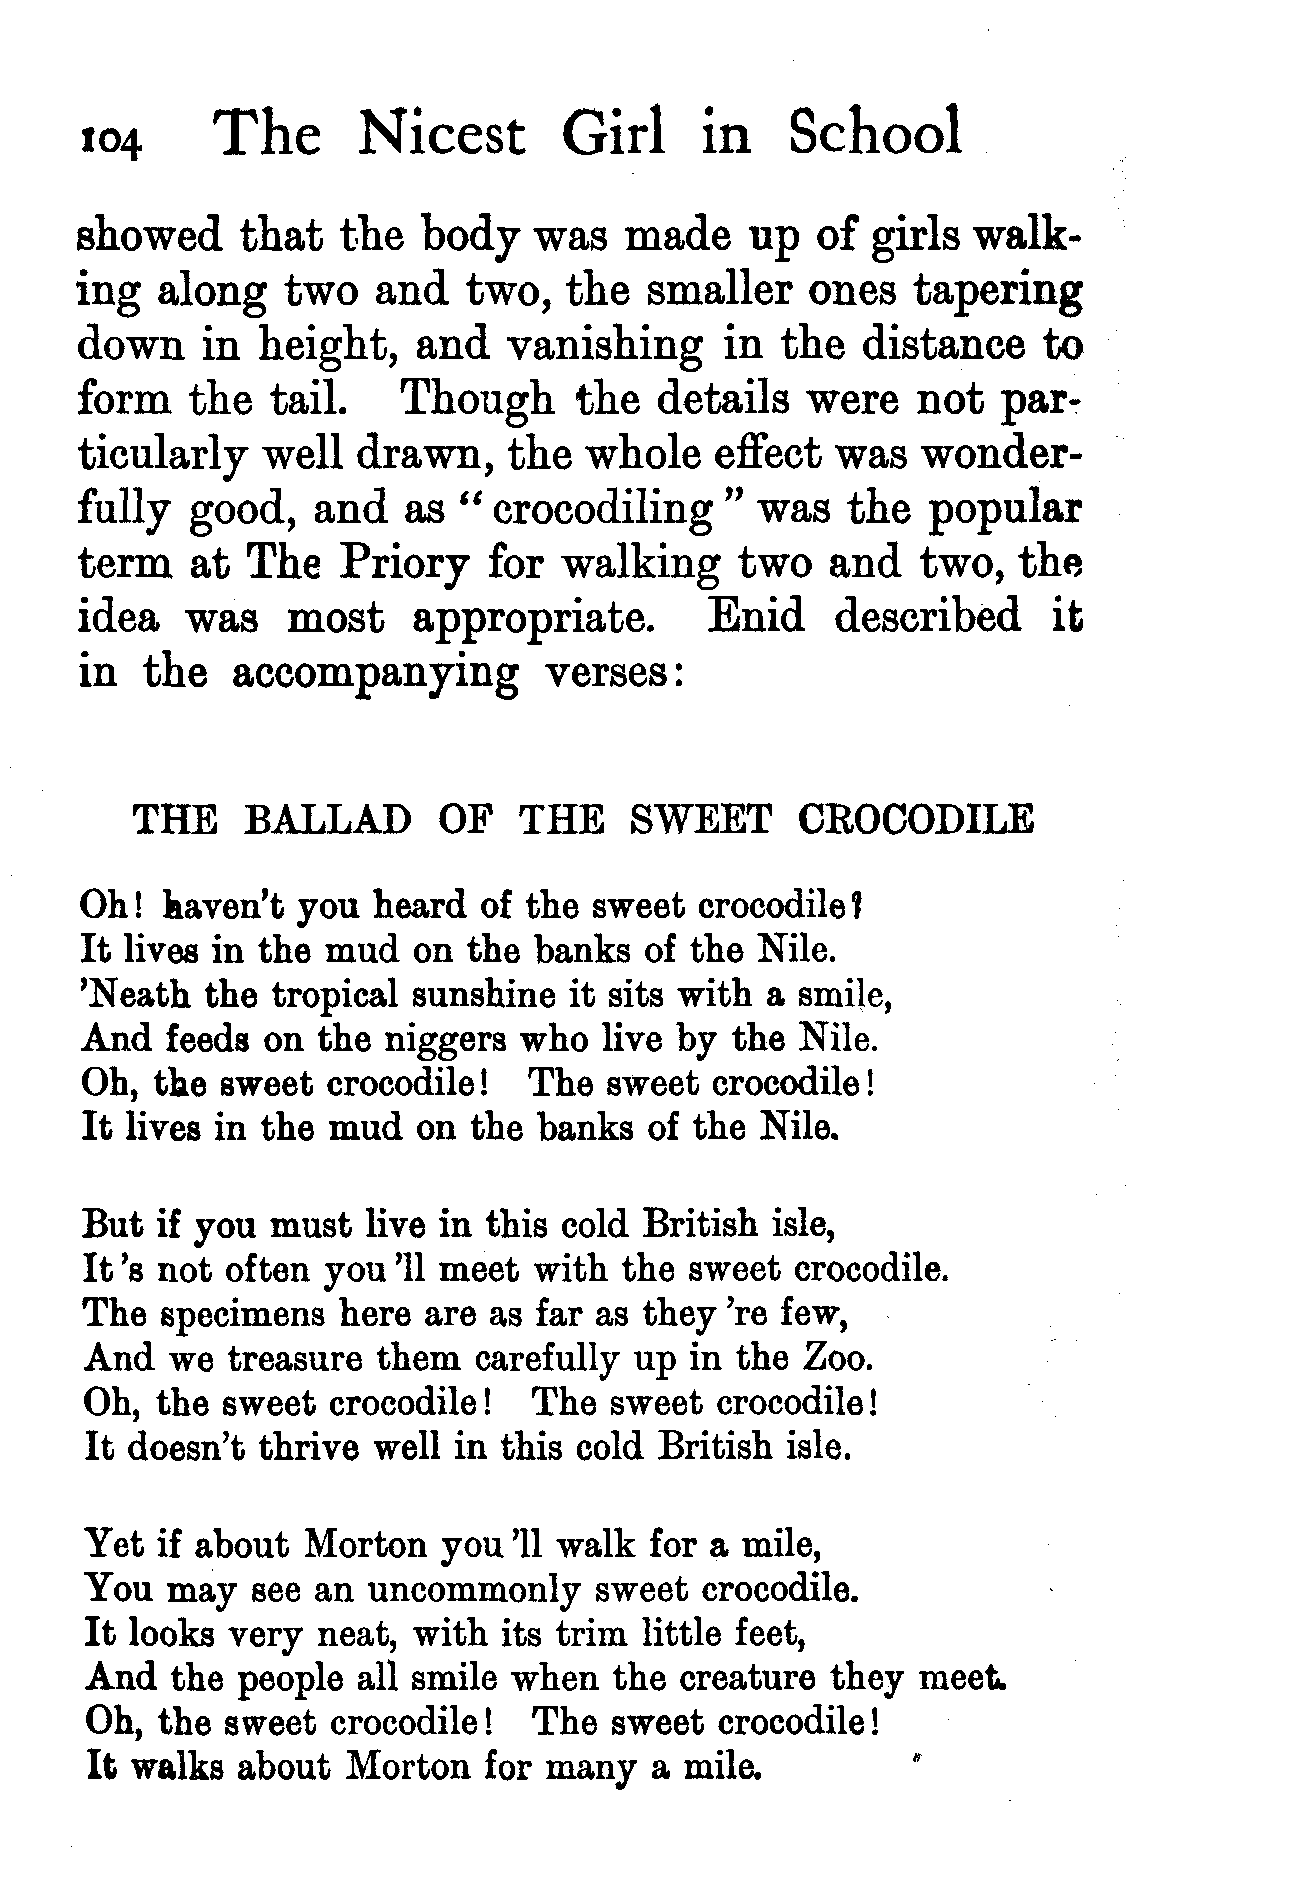 104 The Nicest Girl in School
showed that the body was made up of girls walk-
ing along two and two, the smaller ones tapering
down in height, and vanishing in the distance to
form the tail. Though the details were not par-
ticularly well drawn, the whole effect was wonder-
fully good, and as “crocodiling” was the popular
term at The Priory for walking two and two, the
idea was most appropriate. Enid described it
in the accompanying verses:
THE BALLAD OF THE SWEET CROCODILE
Oh! haven't you heard of the sweet crocodile?
It lives in the mud on the banks of the Nile.
'Neath the tropical sunshine it sits with a smile,
And feeds on the niggers who live by the Nile.
Oh, the sweet crocodile! The sweet crocodile!
It lives in the mud on the banks of the Nile.
But if you must live in this cold British isle,
It's not often you'll meet with the sweet crocodile.
The specimens here are as far as they're few,
And we treasure them carefully up in the Zoo.
Oh, the sweet crocodile! The sweet crocodile!
It doesn't thrive well in this cold British isle.
Yet if about Morton you'll walk for a mile,
You may see an uncommonly sweet crocodile.
It looks very neat, with its trim little feet,
And the people all smile when the creature they meet.
Oh, the sweet crocodile! The sweet crocodile!
It walks about Morton for many a mile.